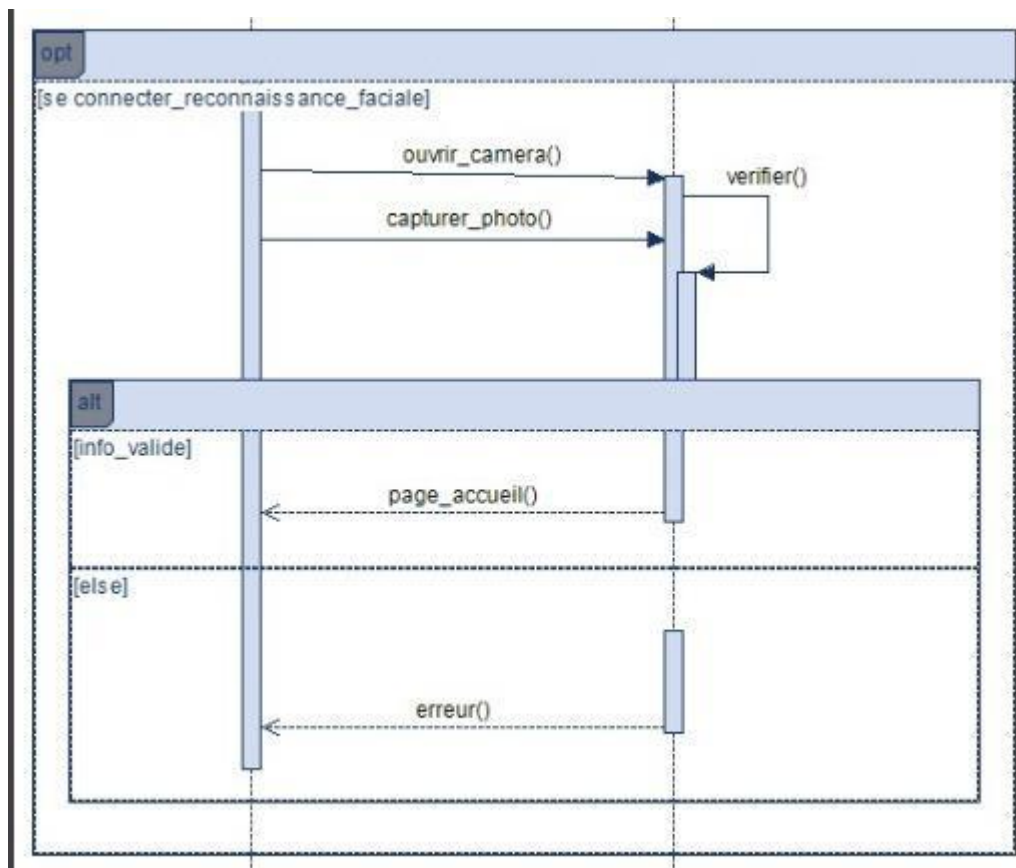 opt
[se connecter_reconnaissance_faciale]
ouvrir_camera()
verifier()
capturer_photo()
alt
[info_valide]
page_accueil()
[else]
erreur()